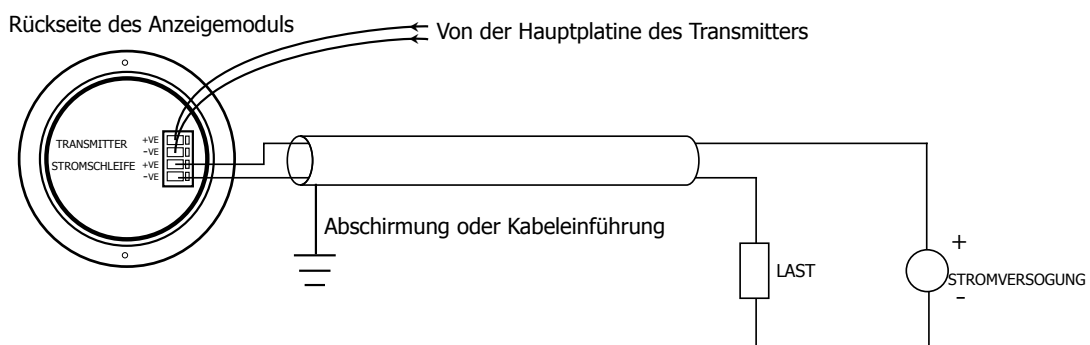 Rückseite des Anzeigemoduls
Von der Hauptplatine des Transmitters
TRANSMITTER +VE
-VE
STROMSCHLEIFE +VE
-VE
Abschirmung oder Kabeleinführung
LAST
+
STROMVERSOGUNG
-